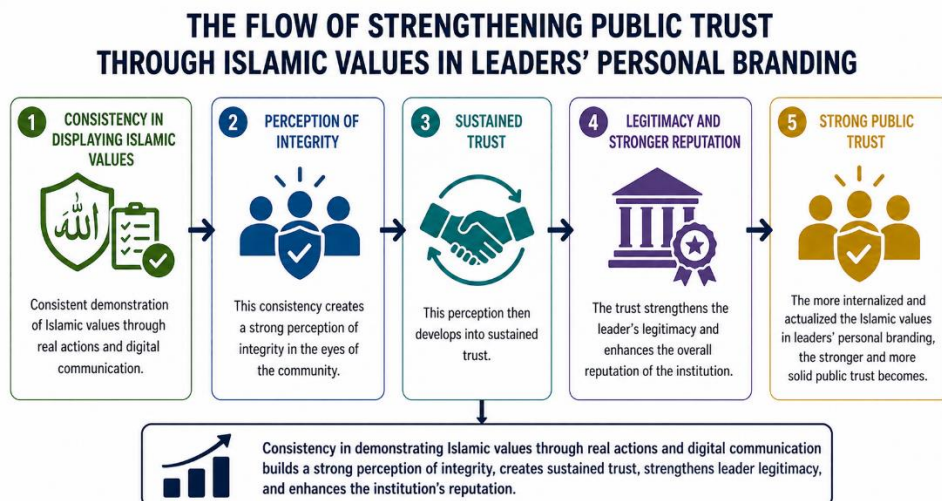 THE FLOW OF STRENGTHENING PUBLIC TRUST
THROUGH ISLAMIC VALUES IN LEADERS' PERSONAL BRANDING
1
CONSISTENCY IN
DISPLAYING ISLAMIC
VALUES
الله
Consistent demonstration
of Islamic values through
real actions and digital
communication.
2
PERCEPTION OF
INTEGRITY
This consistency creates
a strong perception of
integrity in the eyes of
the community.
3
SUSTAINED
TRUST
This perception then
develops into sustained
trust.
4
LEGITIMACY AND
STRONGER REPUTATION
The trust strengthens the
leader's legitimacy and
enhances the overall
reputation of the institution.
5
STRONG PUBLIC
TRUST
The more internalized and
actualized the Islamic values
in leaders' personal branding,
the stronger and more
solid public trust becomes.
Consistency in demonstrating Islamic values through real actions and digital communication
builds a strong perception of integrity, creates sustained trust, strengthens leader legitimacy,
and enhances the institution's reputation.